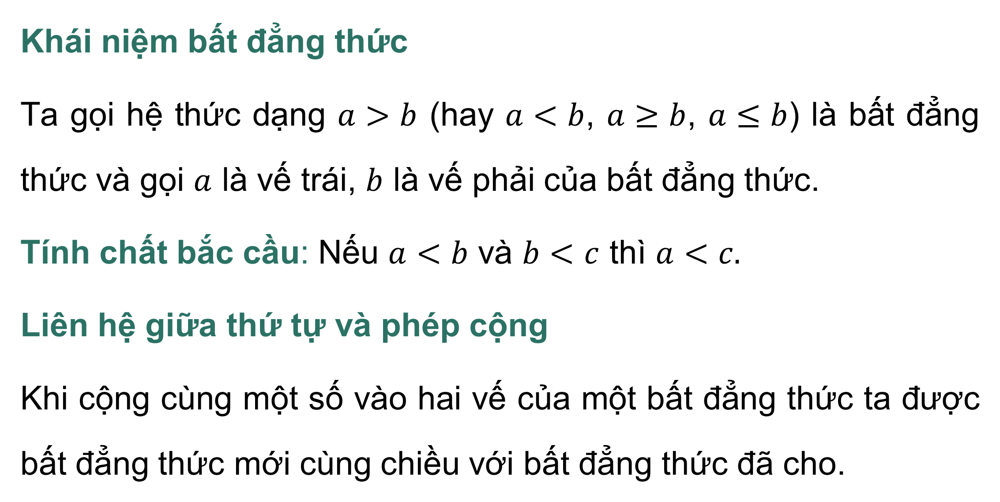 Khái niệm bất đẳng thức
Ta gọi hệ thức dạng a > b (hay a < b, a ≥ b, a ≤ b) là bất đẳng
thức và gọi a là vế trái, b là vế phải của bất đẳng thức.
Tính chất bắc cầu: Nếu a < b và b < c thì a < c.
Liên hệ giữa thứ tự và phép cộng
Khi cộng cùng một số vào hai vế của một bất đẳng thức ta được
bất đẳng thức mới cùng chiều với bất đẳng thức đã cho.